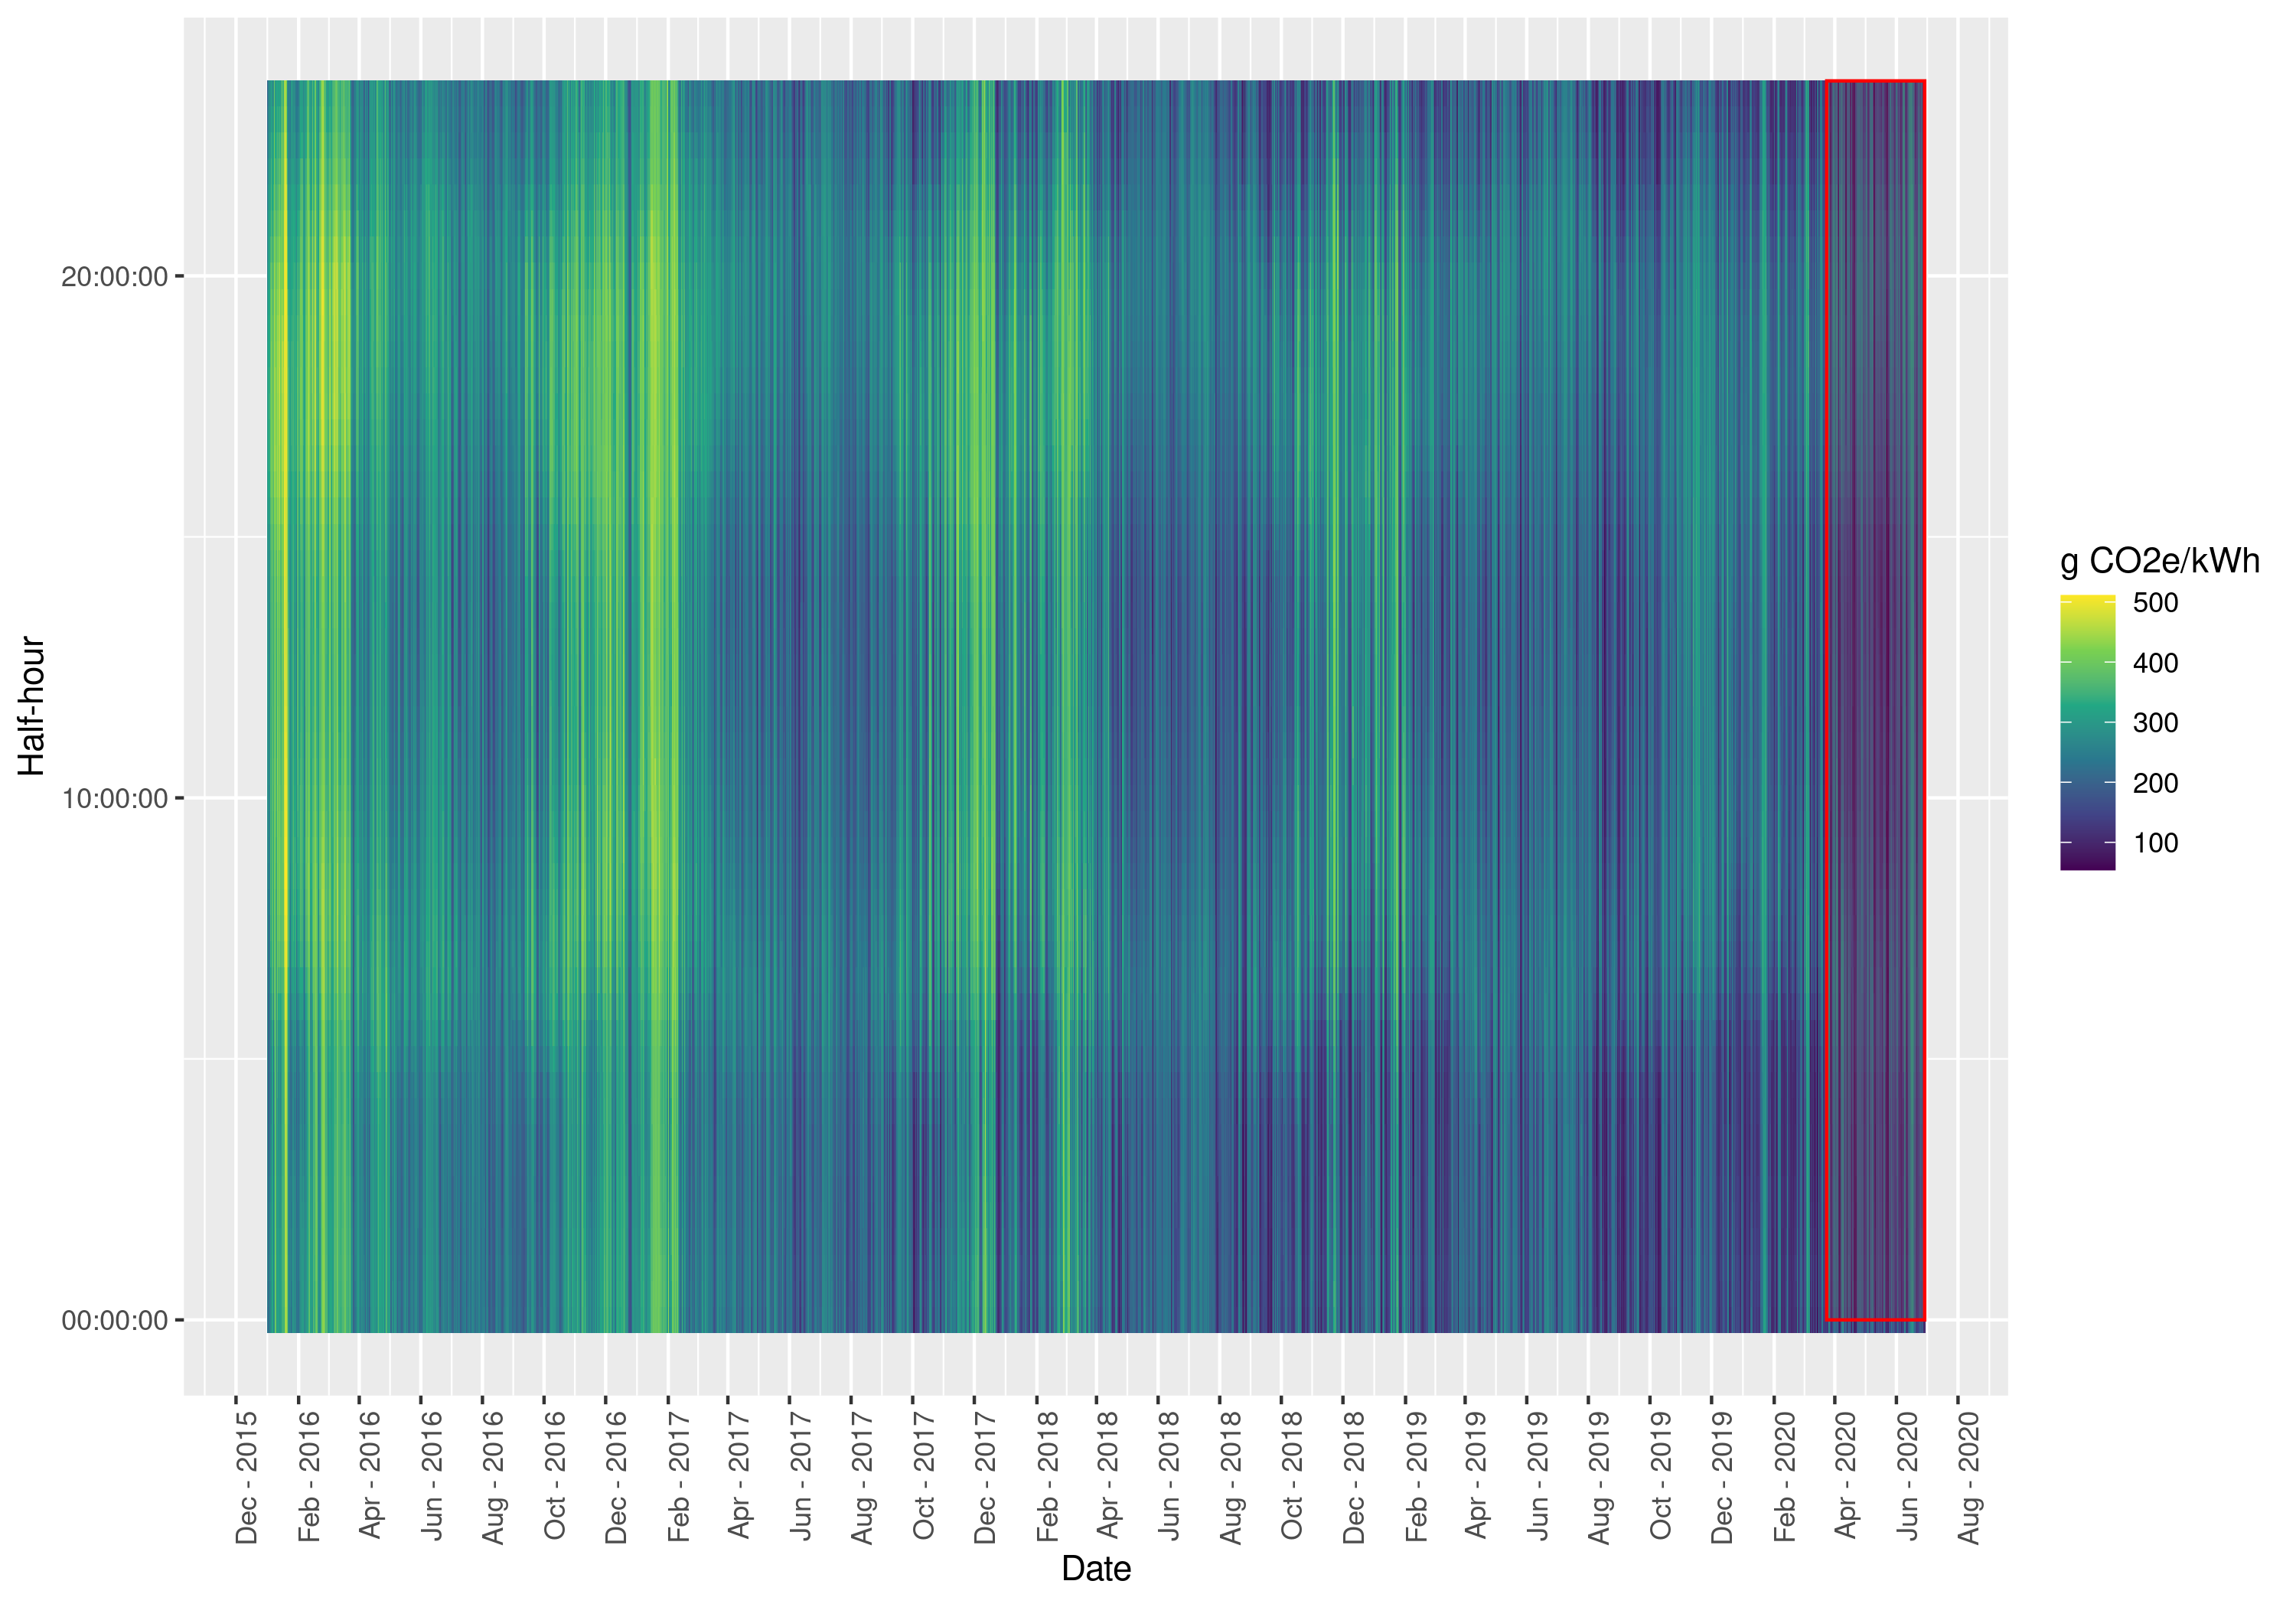 Half-hour
20:00:00
10:00:00
00:00:00
g CO2e/kWh
500
400
300
200
100
Dec - 2015
Feb - 2016
Apr - 2016
Jun - 2016
Aug - 2016
Oct - 2016
Dec - 2016
Feb - 2017
Apr - 2017
Jun - 2017
Aug - 2017
Oct - 2017
Dec - 2017
Feb - 2018
Apr - 2018
Jun - 2018
Aug - 2018
Oct - 2018
Dec - 2018
Feb - 2019
Apr - 2019
Jun - 2019
Aug - 2019
Oct - 2019
Dec - 2019
Feb - 2020
Apr - 2020
Jun - 2020
Aug - 2020
Date